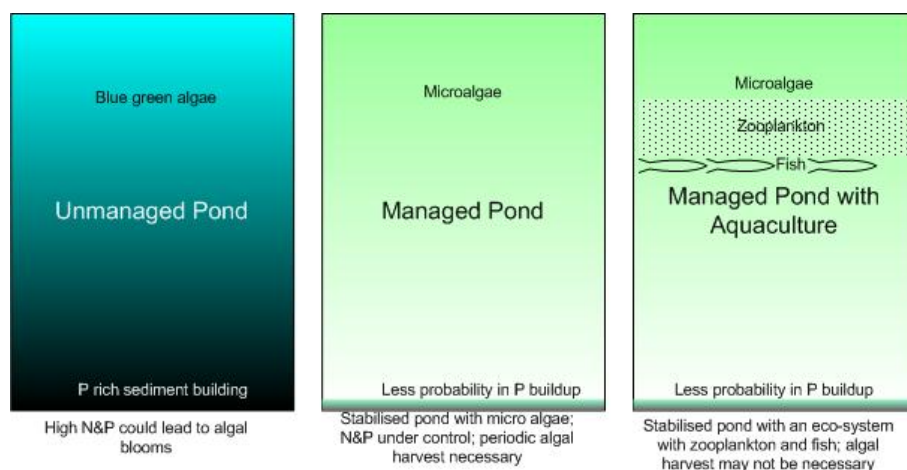 Blue green algae
Unmanaged Pond
P rich sediment building
High N&P could lead to algal
blooms
Microalgae
Managed Pond
Less probability in P buildup
Stabilised pond with micro algae;
N&P under control; periodic algal
harvest necessary
Microalgae
Zooplankton
Fish
Managed Pond with
Aquaculture
Less probability in P buildup
Stabilised pond with an eco-system
with zooplankton and fish; algal
harvest may not be necessary